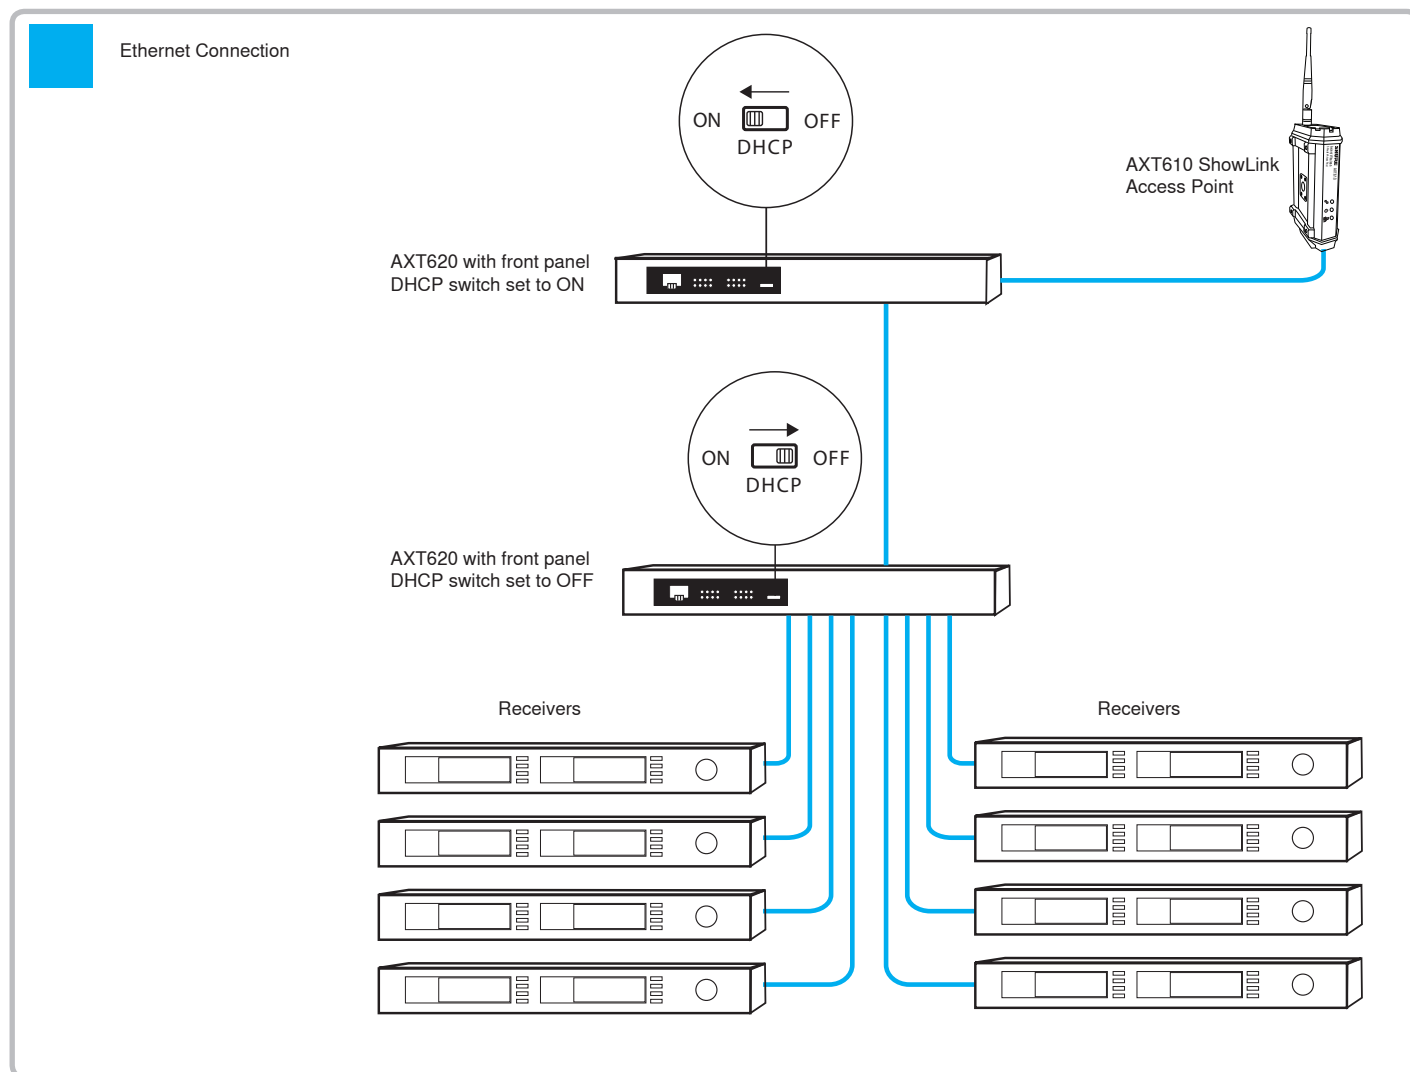 Ethernet Connection
ON
OFF
DHCP
AXT610 ShowLink
Access Point
AXT620 with front panel
DHCP switch set to ON
ON
OFF
DHCP
AXT620 with front panel
DHCP switch set to OFF
Receivers
Receivers